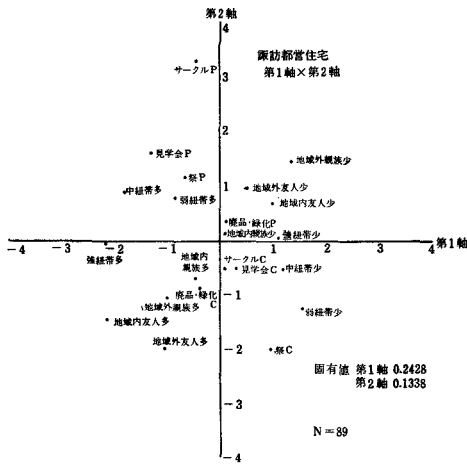 第2軸
4
諏訪都営住宅
第1軸×第2軸
サークルP
3
2
見学会P
地域外親族少
祭P
中紐帯多
弱紐帯多
1
地域外友人少
地域内友人少
廃品・緑化P
地域内親族少
強紐帯少
-4 -3 -2 -1 0 1 2 3 4 第1軸
強紐帯多
地域内
親族多
サークルC
見学会C
中紐帯少
廃品・緑化
C
-1
地域外親族多
弱紐帯少
地域内友人多
地域外友人多
-2
祭C
固有値 第1軸 0.2428
第2軸 0.1338
-3
N=89
-4